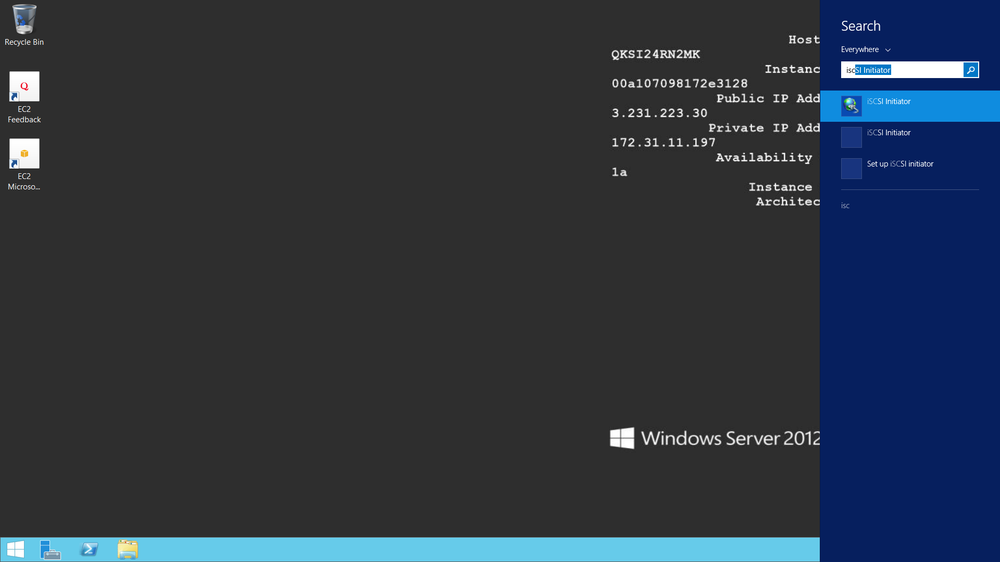 Recycle Bin
EC2
Feedback
EC2
Microso...
Host
QKSI24RN2MK
Instanc
00a107098172e3128
Public IP Add
3.231.223.30
Private IP Add
172.31.11.197
Availability
1a
Instance
Architec
Windows Server 2012
Search
Everywhere
iscSI Initiator
iSCSI Initiator
iSCSI Initiator
Set up iSCSI initiator
isc